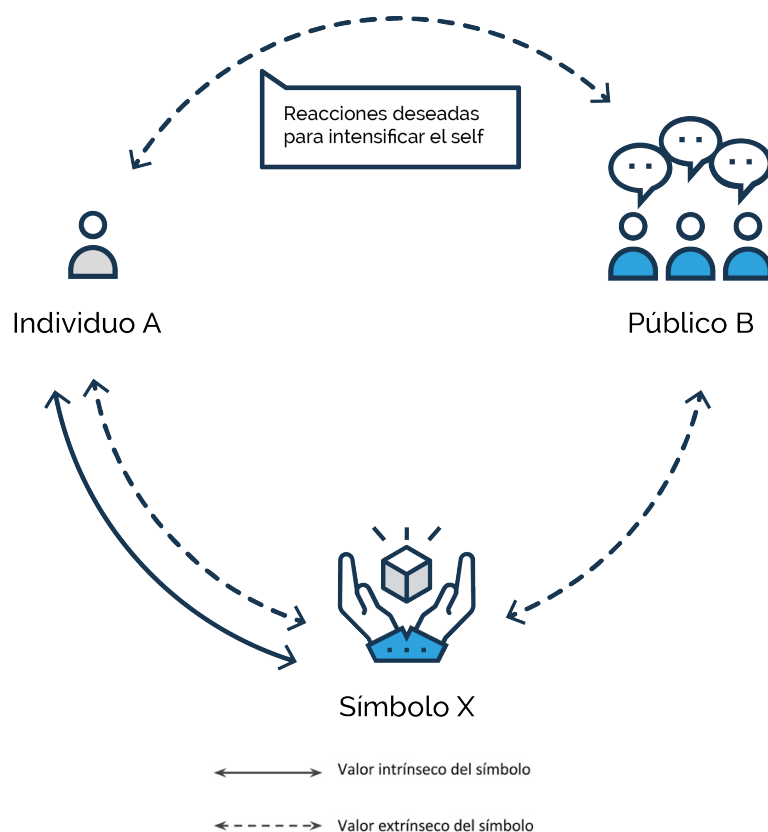 Reacciones deseadas
para intensificar el self
Individuo A
Público B
Símbolo X
Valor intrínseco del símbolo
Valor extrínseco del símbolo